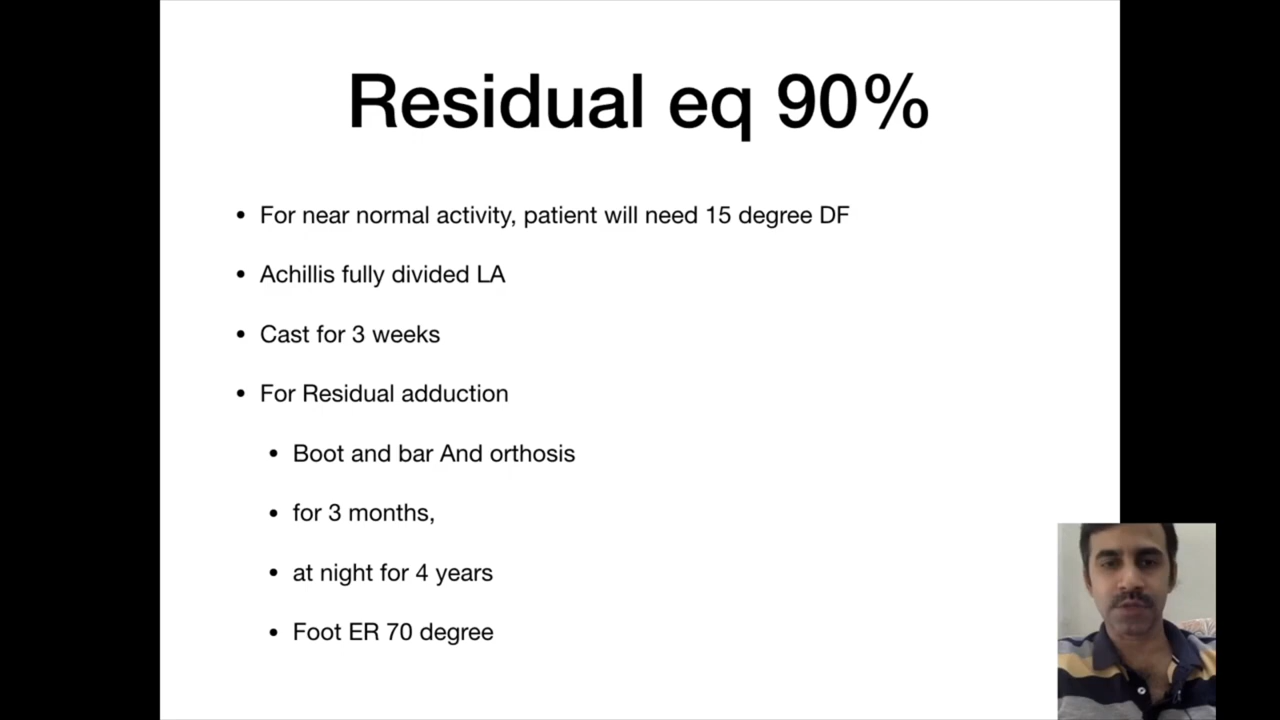 Residual eq 90%
• For near normal activity, patient will need 15 degree DF
• Achillis fully divided LA
• Cast for 3 weeks
• For Residual adduction
• Boot and bar And orthosis
• for 3 months,
• at night for 4 years
• Foot ER 70 degree